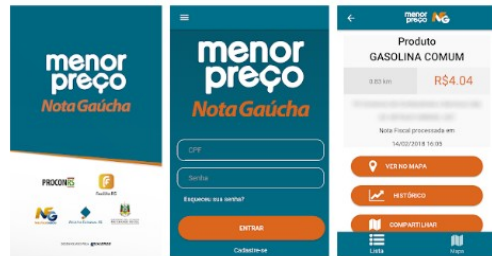 menor
preço
Nota Gaúcha
PROCON RS
NG
menor
preço
Nota Gaúcha
CPF
Senha
Esqueceu sua senha?
ENTRAR
Cadastre-se
menor
preço NG
Produto
GASOLINA COMUM
R$4.04
Nota Fiscal processada em
14/02/2018 16:05
VER NO MAPA
HISTÓRICO
COMPARTILHAR
Lista
Mapa